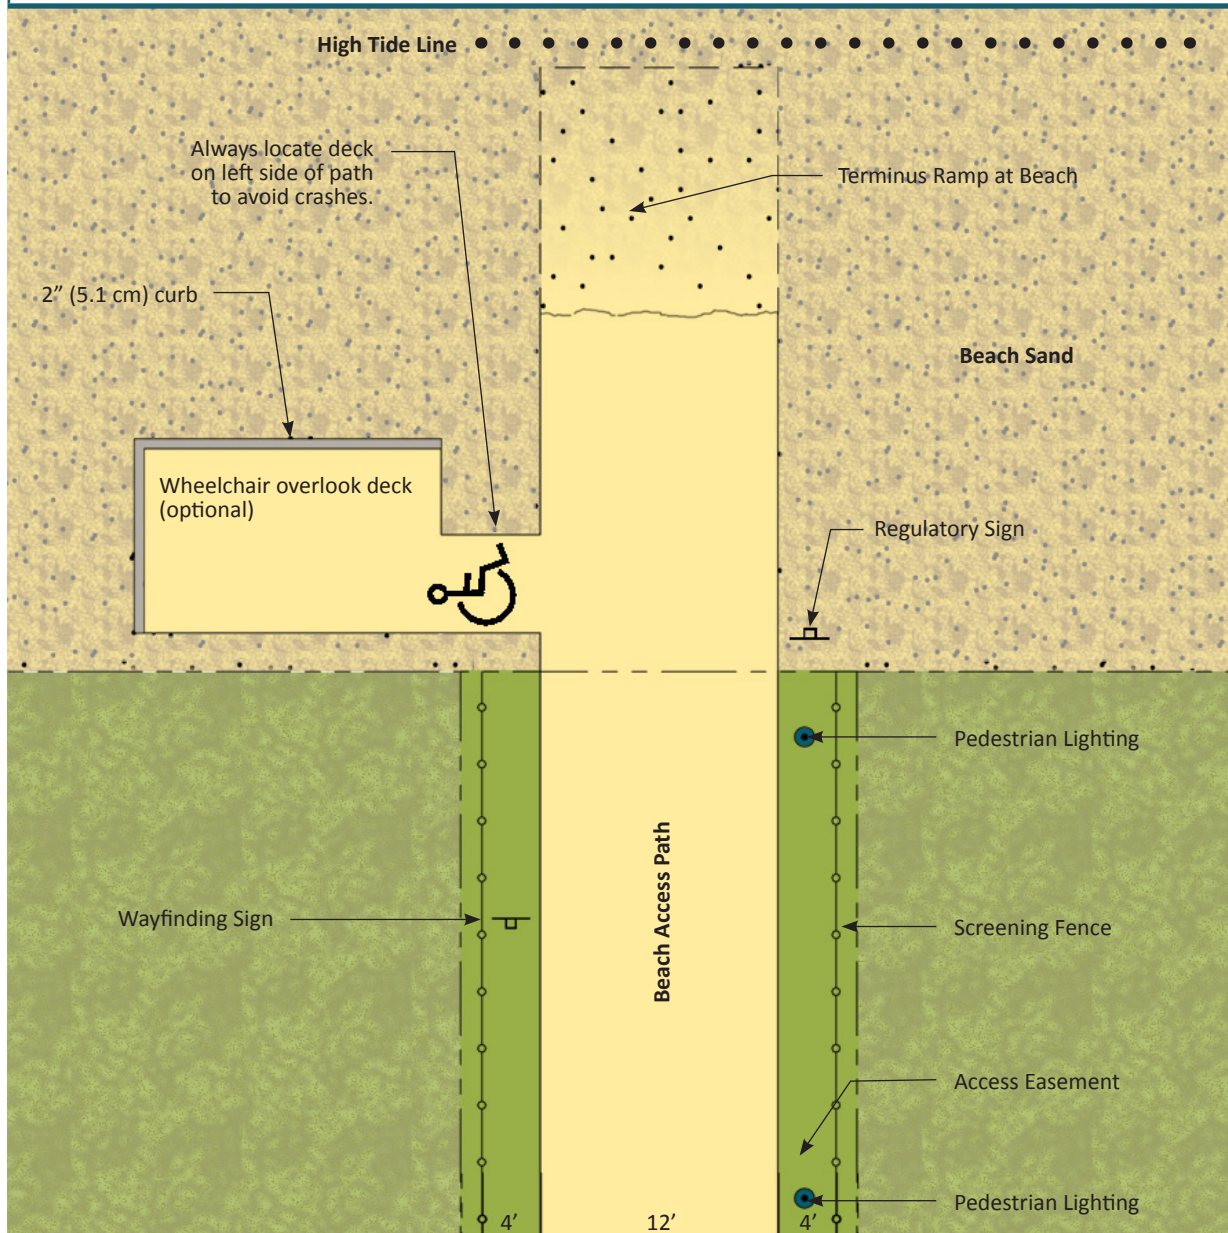 High Tide Line
Always locate deck
on left side of path
to avoid crashes.
Terminus Ramp at Beach
2” (5.1 cm) curb
Beach Sand
Wheelchair overlook deck
(optional)
Regulatory Sign
Pedestrian Lighting
Beach Access Path
Wayfinding Sign
Screening Fence
Access Easement
Pedestrian Lighting
4’
12’
4’